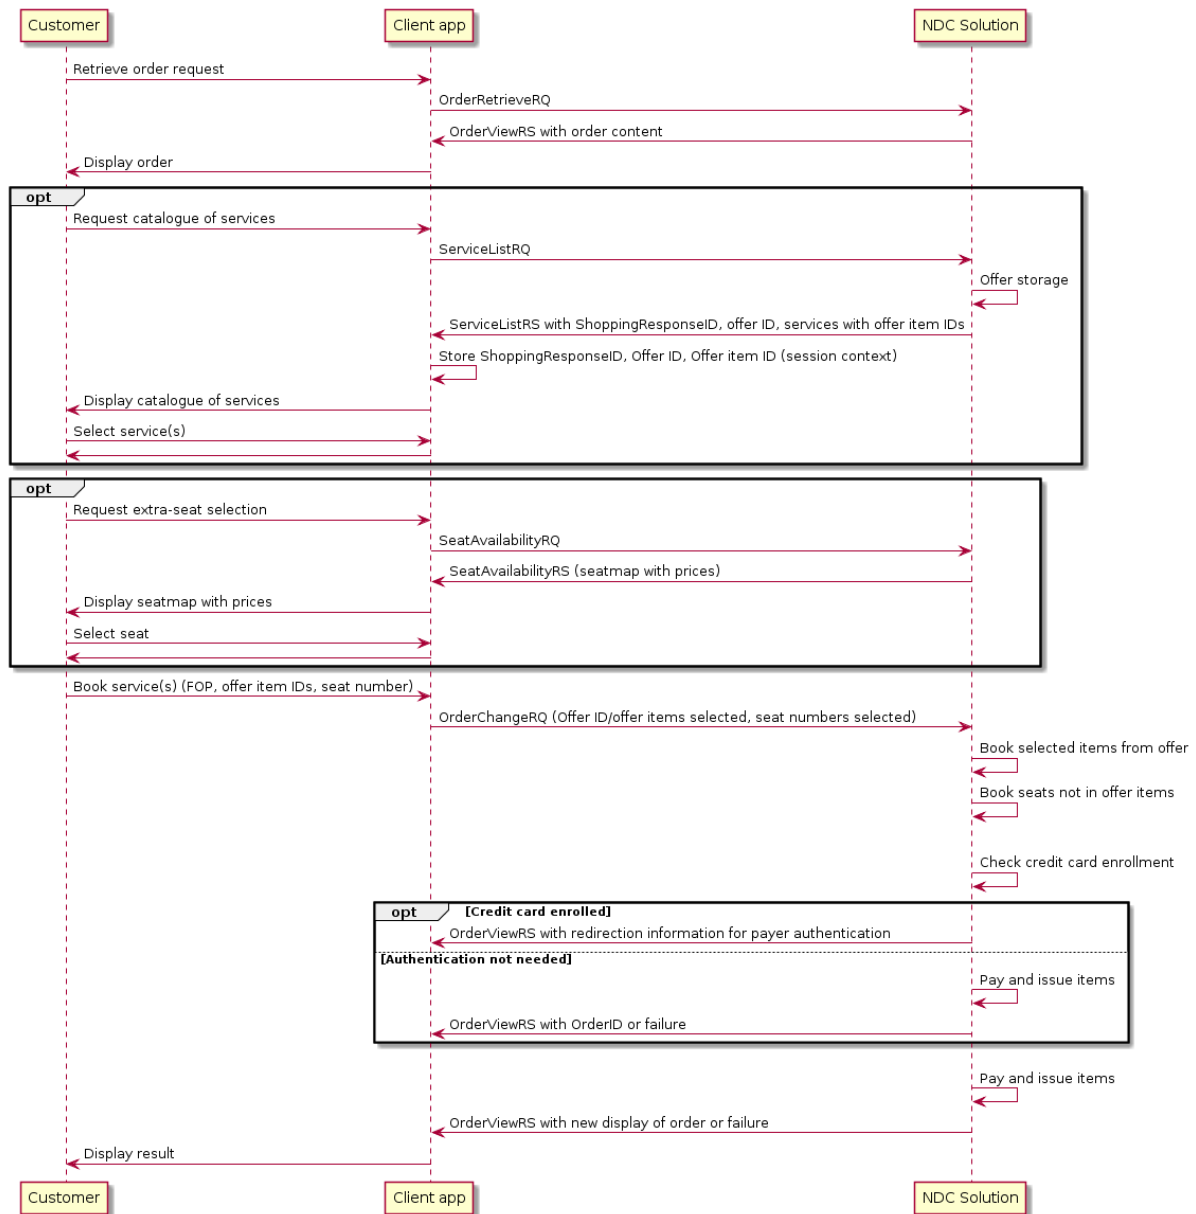 Customer
Client app
NDC Solution
Retrieve order request
OrderRetrieveRQ
OrderViewRS with order content
Display order
opt
Request catalogue of services
ServiceListRQ
Offer storage
ServiceListRS with ShoppingResponseID, offer ID, services with offer item IDs
Store ShoppingResponseID, Offer ID, Offer item ID (session context)
Display catalogue of services
Select service(s)
opt
Request extra-seat selection
SeatAvailabilityRQ
SeatAvailabilityRS (seatmap with prices)
Display seatmap with prices
Select seat
Book service(s) (FOP, offer item IDs, seat number)
OrderChangeRQ (Offer ID/offer items selected, seat numbers selected)
Book selected items from offer
Book seats not in offer items
Check credit card enrollment
opt
[Credit card enrolled]
OrderViewRS with redirection information for payer authentication
[Authentication not needed]
Pay and issue items
OrderViewRS with OrderID or failure
Pay and issue items
OrderViewRS with new display of order or failure
Display result
Customer
Client app
NDC Solution